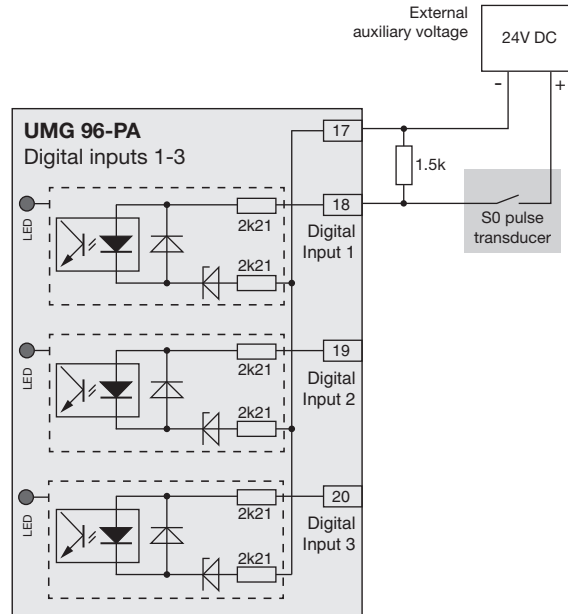 External
auxiliary voltage
24V DC
-
+
UMG 96-PA
Digital inputs 1-3
17
1.5k
LED
2k21
18
Digital
Input 1
S0 pulse
transducer
2k21
LED
2k21
19
Digital
Input 2
2k21
LED
2k21
20
Digital
Input 3
2k21